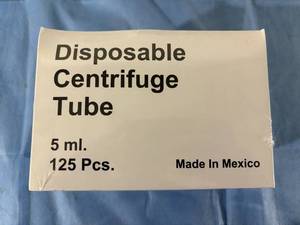 Disposable
Centrifuge
Tube
5 ml.
125 Pcs.
Made In Mexico